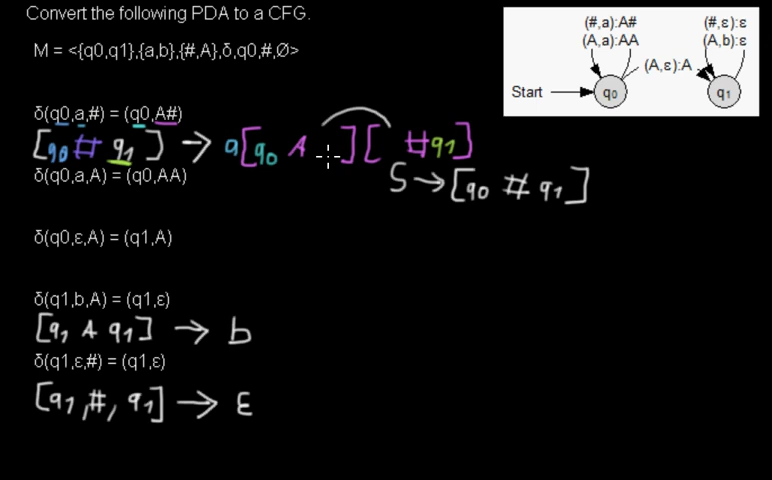 Convert the following PDA to a CFG.
M = <{q0,q1},{a,b},{#,A},δ,q0,#,Ø>
(#,a):A#
(A,a):AA
(#,ε):ε
(A,b):ε
(A,ε):A
Start
q₀
q₁
δ(q0,a,#) = (q0,A#)
[q0 # q1] → a[q0 A ][ # q1]
δ(q0,a,A) = (q0,AA)
S → [q0 # q1]
δ(q0,ε,A) = (q1,A)
δ(q1,b,A) = (q1,ε)
[q1 A q1] → b
δ(q1,ε,#) = (q1,ε)
[q1,#, q1] → ε